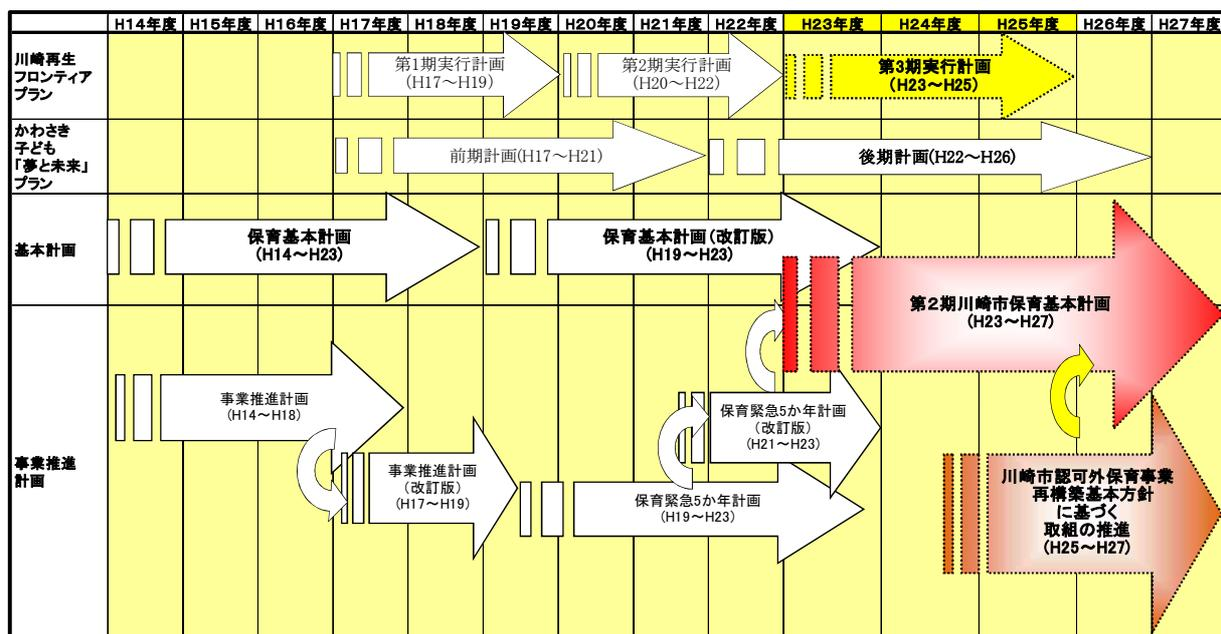 H14年度 H15年度 H16年度 H17年度 H18年度 H19年度 H20年度 H21年度 H22年度 H23年度 H24年度 H25年度 H26年度 H27年度
川崎再生
フロンティア
プラン
第1期実行計画
(H17～H19)
第2期実行計画
(H20～H22)
第3期実行計画
(H23～H25)
かわさき
子ども
「夢と未来」
プラン
前期計画(H17～H21)
後期計画(H22～H26)
基本計画
保育基本計画
(H14～H23)
保育基本計画(改訂版)
(H19～H23)
第2期川崎市保育基本計画
(H23～H27)
事業推進
計画
事業推進計画
(H14～H18)
事業推進計画
(改訂版)
(H17～H19)
保育緊急5か年計画
(改訂版)
(H21～H23)
保育緊急5か年計画
(H19～H23)
川崎市認可外保育事業
再構築基本方針
に基づく
取組の推進
(H25～H27)